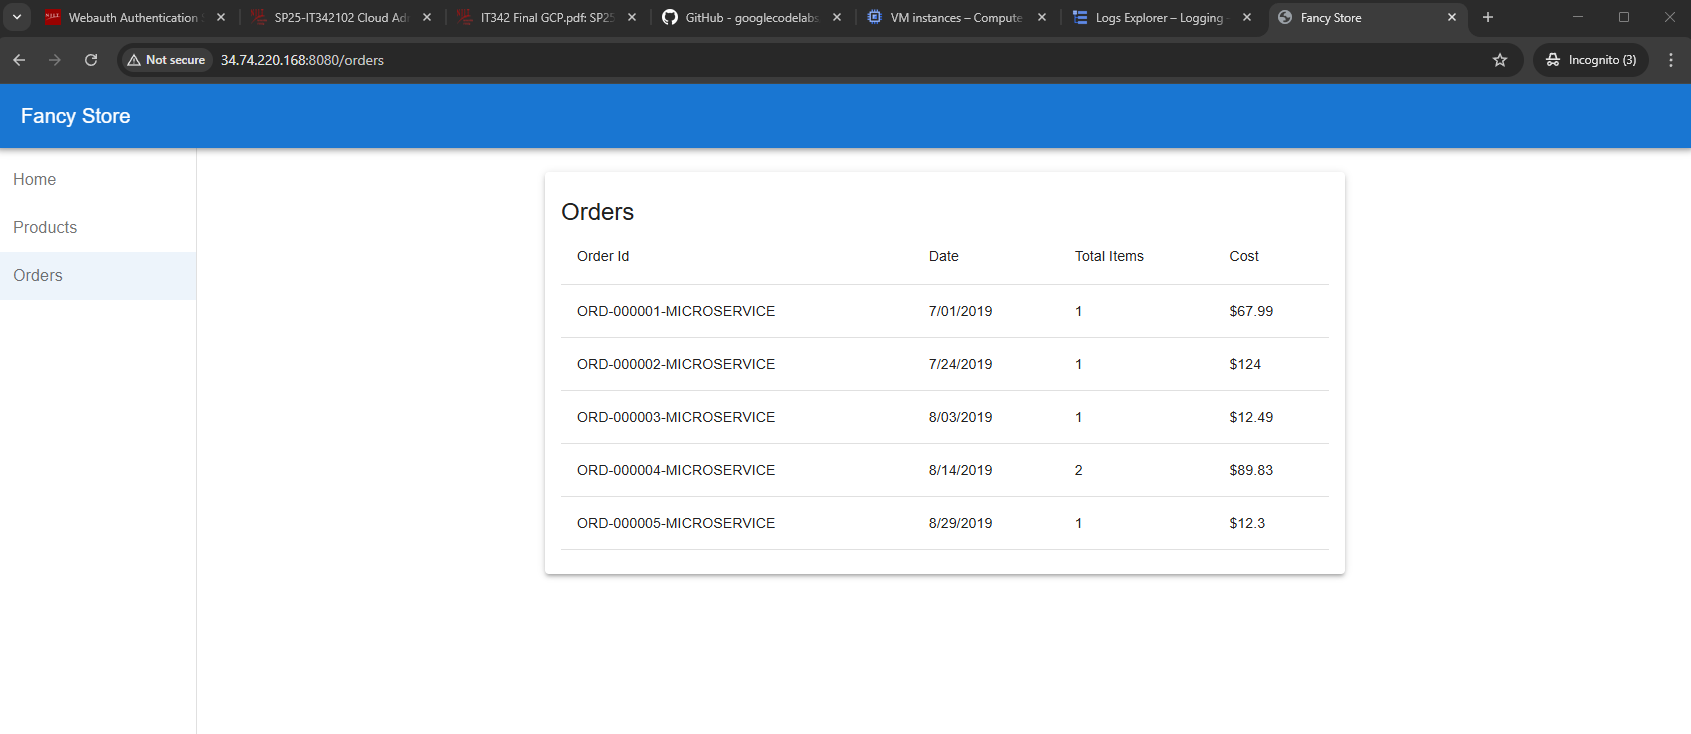 Webauth Authentication
SP25-IT342102 Cloud Adr
IT342 Final GCP.pdf: SP25
GitHub - googlecodelabs
VM instances – Compute
Logs Explorer – Logging
Fancy Store
Not secure
34.74.220.168:8080/orders
Incognito (3)
Fancy Store
Home
Products
Orders
Orders
Order Id Date Total Items Cost
ORD-000001-MICROSERVICE 7/01/2019 1 $67.99
ORD-000002-MICROSERVICE 7/24/2019 1 $124
ORD-000003-MICROSERVICE 8/03/2019 1 $12.49
ORD-000004-MICROSERVICE 8/14/2019 2 $89.83
ORD-000005-MICROSERVICE 8/29/2019 1 $12.3